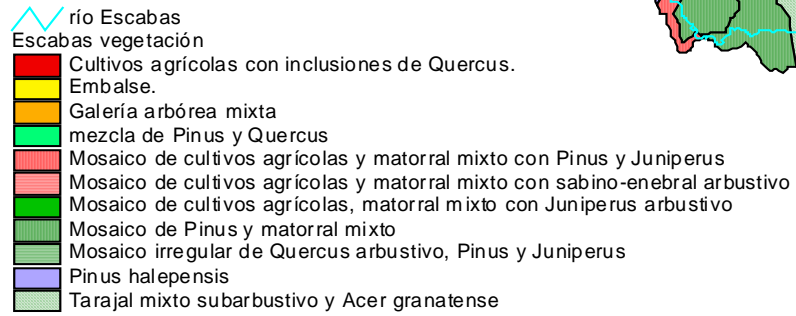 río Escabas
Escabas vegetación
Cultivos agrícolas con inclusiones de Quercus.
Embalse.
Galería arbórea mixta
mezcla de Pinus y Quercus
Mosaico de cultivos agrícolas y matorral mixto con Pinus y Juniperus
Mosaico de cultivos agrícolas y matorral mixto con sabino-enebral arbustivo
Mosaico de cultivos agrícolas, matorral mixto con Juniperus arbustivo
Mosaico de Pinus y matorral mixto
Mosaico irregular de Quercus arbustivo, Pinus y Juniperus
Pinus halepensis
Tarajal mixto subarbustivo y Acer granatense